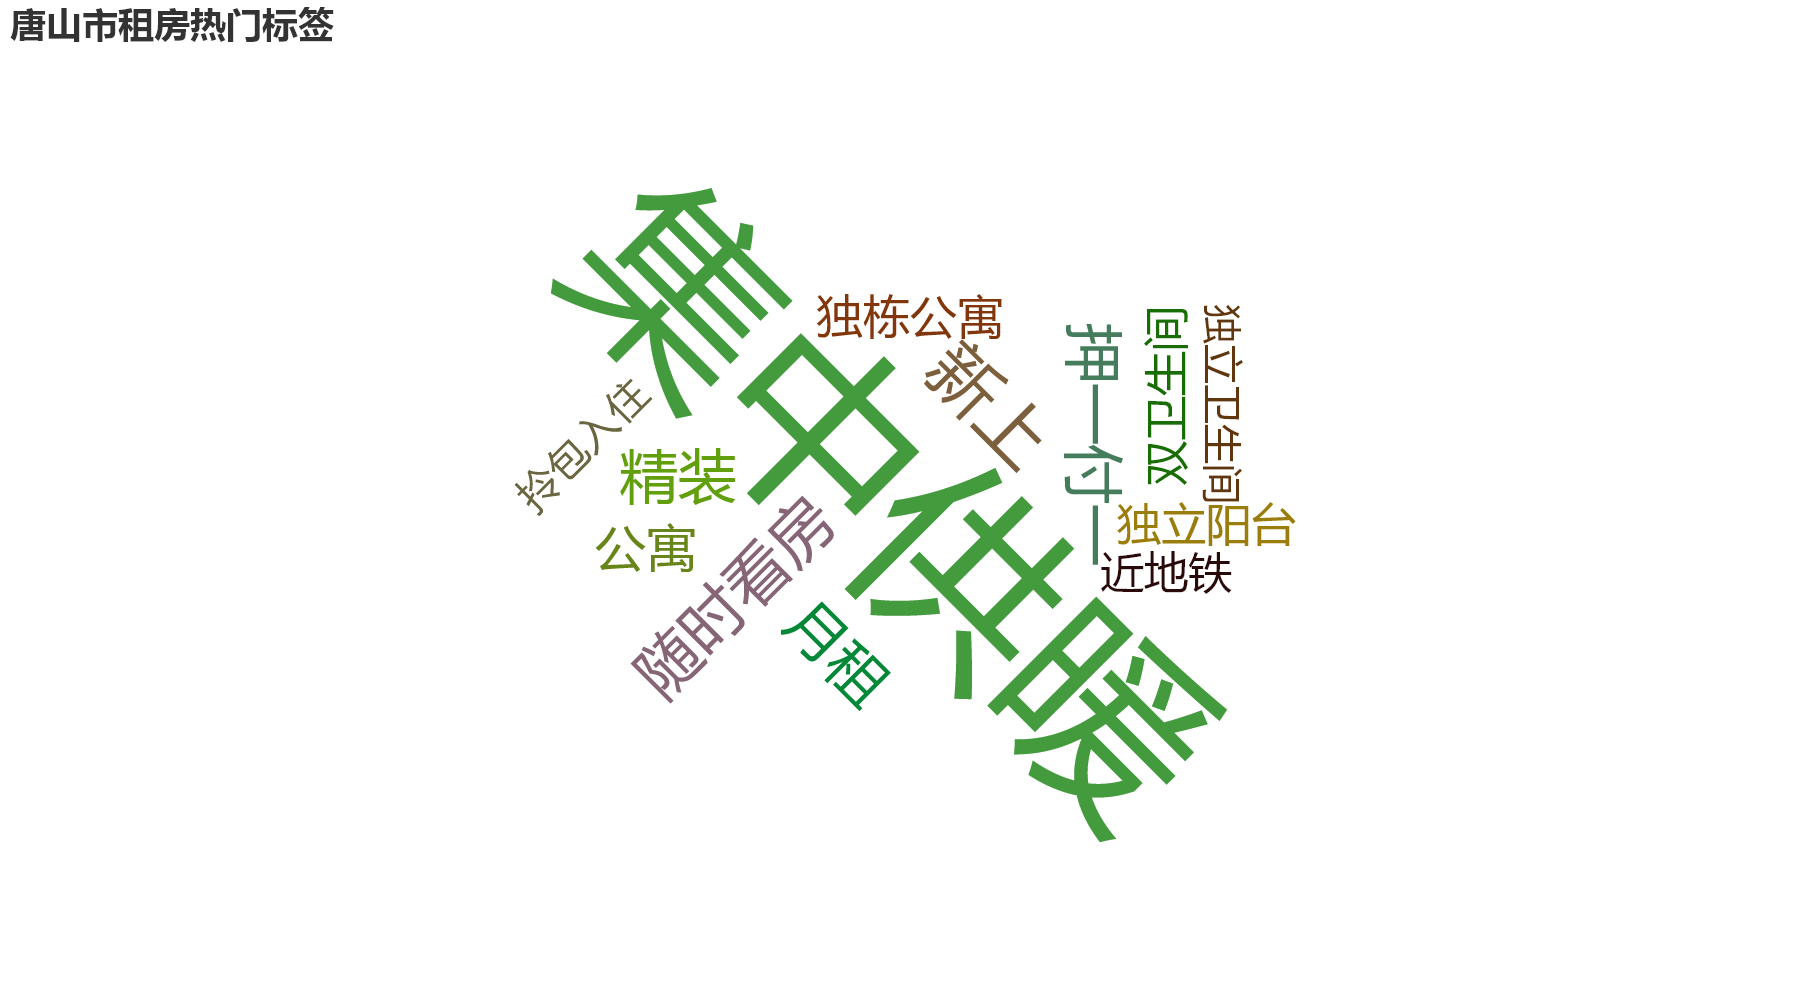 唐山市租房热门标签
集中供暖
独栋公寓
新上
押一付一
双卫生间
独立卫生间
拎包入住
精装
公寓
随时看房
月租
独立阳台
近地铁